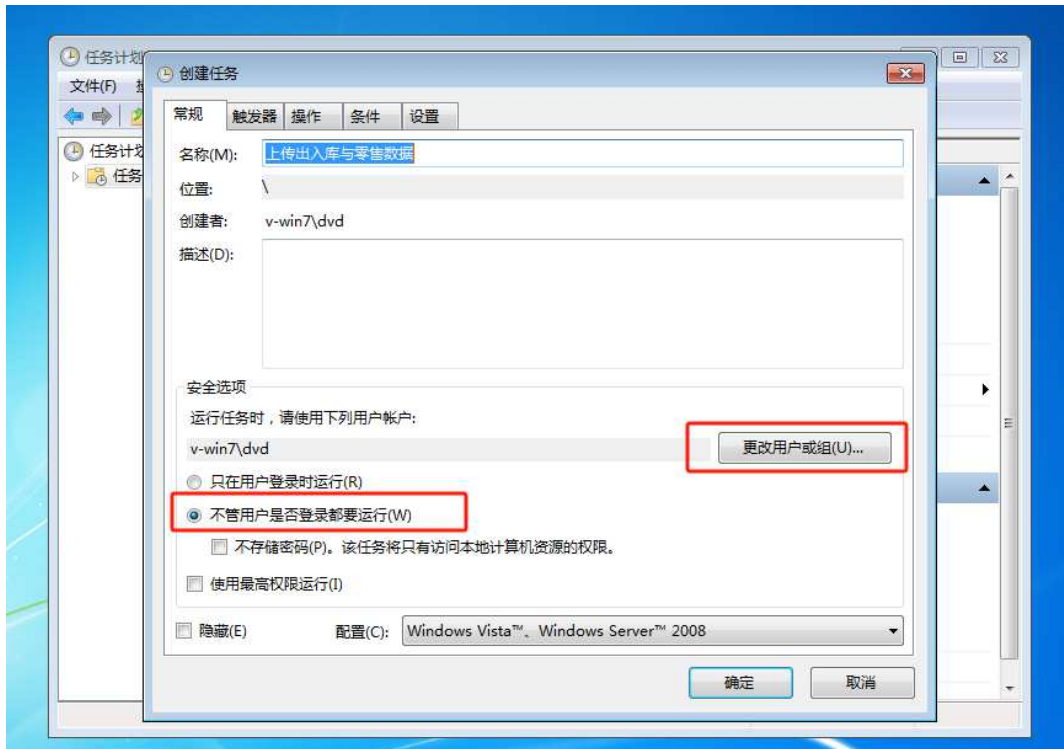 任务计划
创建任务
文件(F)
常规 触发器 操作 条件 设置
任务计划
任务
名称(M): 上传出入库与零售数据
位置: \
创建者: v-win7\dvd
描述(D):
安全选项
运行任务时，请使用下列用户帐户:
v-win7\dvd 更改用户或组(U)...
只在用户登录时运行(R)
不管用户是否登录都要运行(W)
不存储密码(P)。该任务将只有访问本地计算机资源的权限。
使用最高权限运行(I)
隐藏(E) 配置(C): Windows Vista™、Windows Server™ 2008
确定 取消